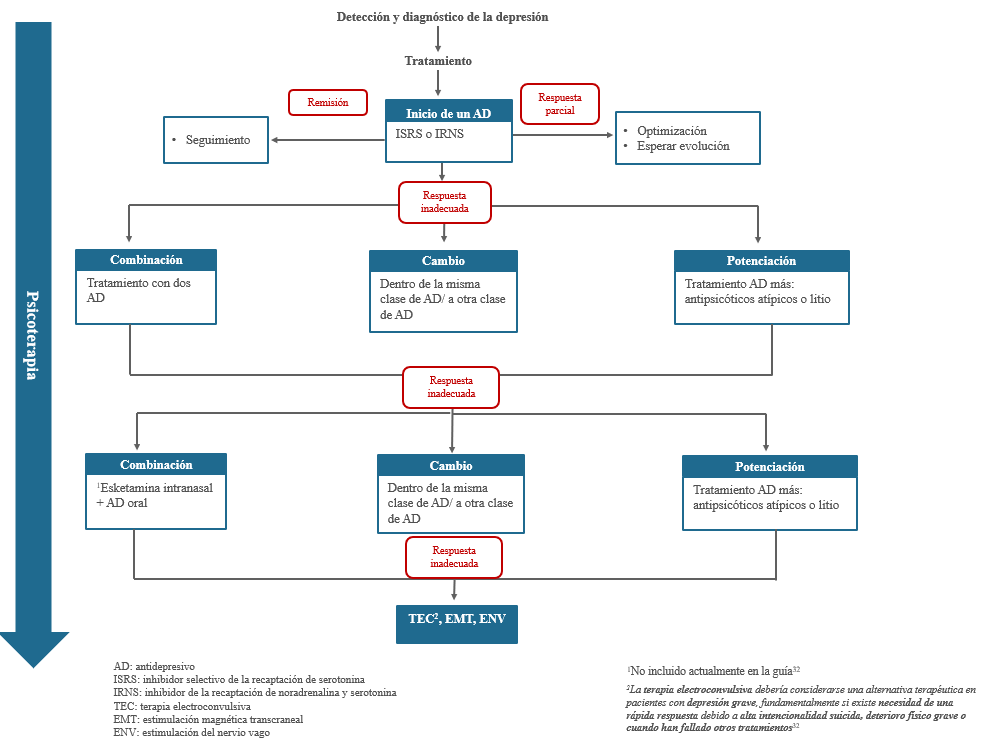 Detección y diagnóstico de la depresión
Tratamiento
Remisión
Respuesta
parcial
Inicio de un AD
ISRS o IRNS
• Seguimiento
• Optimización
• Esperar evolución
Respuesta
inadecuada
Combinación
Tratamiento con dos
AD
Cambio
Dentro de la misma
clase de AD/ a otra clase
de AD
Potenciación
Tratamiento AD más:
antipsicóticos atípicos o litio
Psicoterapia
Respuesta
inadecuada
Combinación
¹Esketamina intranasal
+ AD oral
Cambio
Dentro de la misma
clase de AD/ a otra clase
de AD
Potenciación
Tratamiento AD más:
antipsicóticos atípicos o litio
Respuesta
inadecuada
TEC², EMT, ENV
AD: antidepresivo
ISRS: inhibidor selectivo de la recaptación de serotonina
IRNS: inhibidor de la recaptación de noradrenalina y serotonina
TEC: terapia electroconvulsiva
EMT: estimulación magnética transcraneal
ENV: estimulación del nervio vago
¹No incluido actualmente en la guía³²
²La terapia electroconvulsiva debería considerarse una alternativa terapéutica en
pacientes con depresión grave, fundamentalmente si existe necesidad de una
rápida respuesta debido a alta intencionalidad suicida, deterioro físico grave o
cuando han fallado otros tratamientos³²